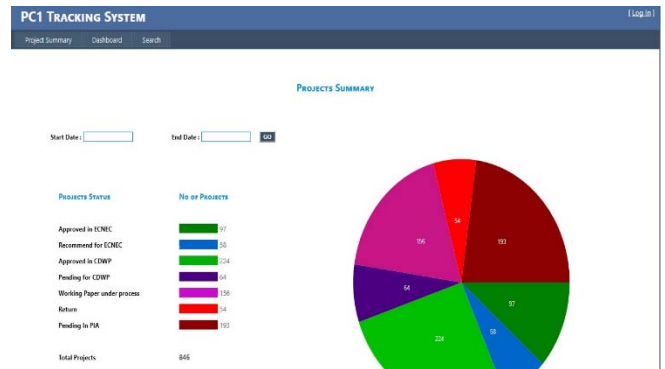 PC1 TRACKING SYSTEM
[ Log In ]
Project Summary Dashboard Search
PROJECTS SUMMARY
Start Date : End Date : GO
PROJECTS STATUS NO OF PROJECTS
Approved in ECNEC 97
Recommend for ECNEC 58
Approved in CDWP 224
Pending for CDWP 64
Working Paper under process 156
Return 54
Pending In PIA 193
Total Projects 846
54
156
193
64
97
58
224